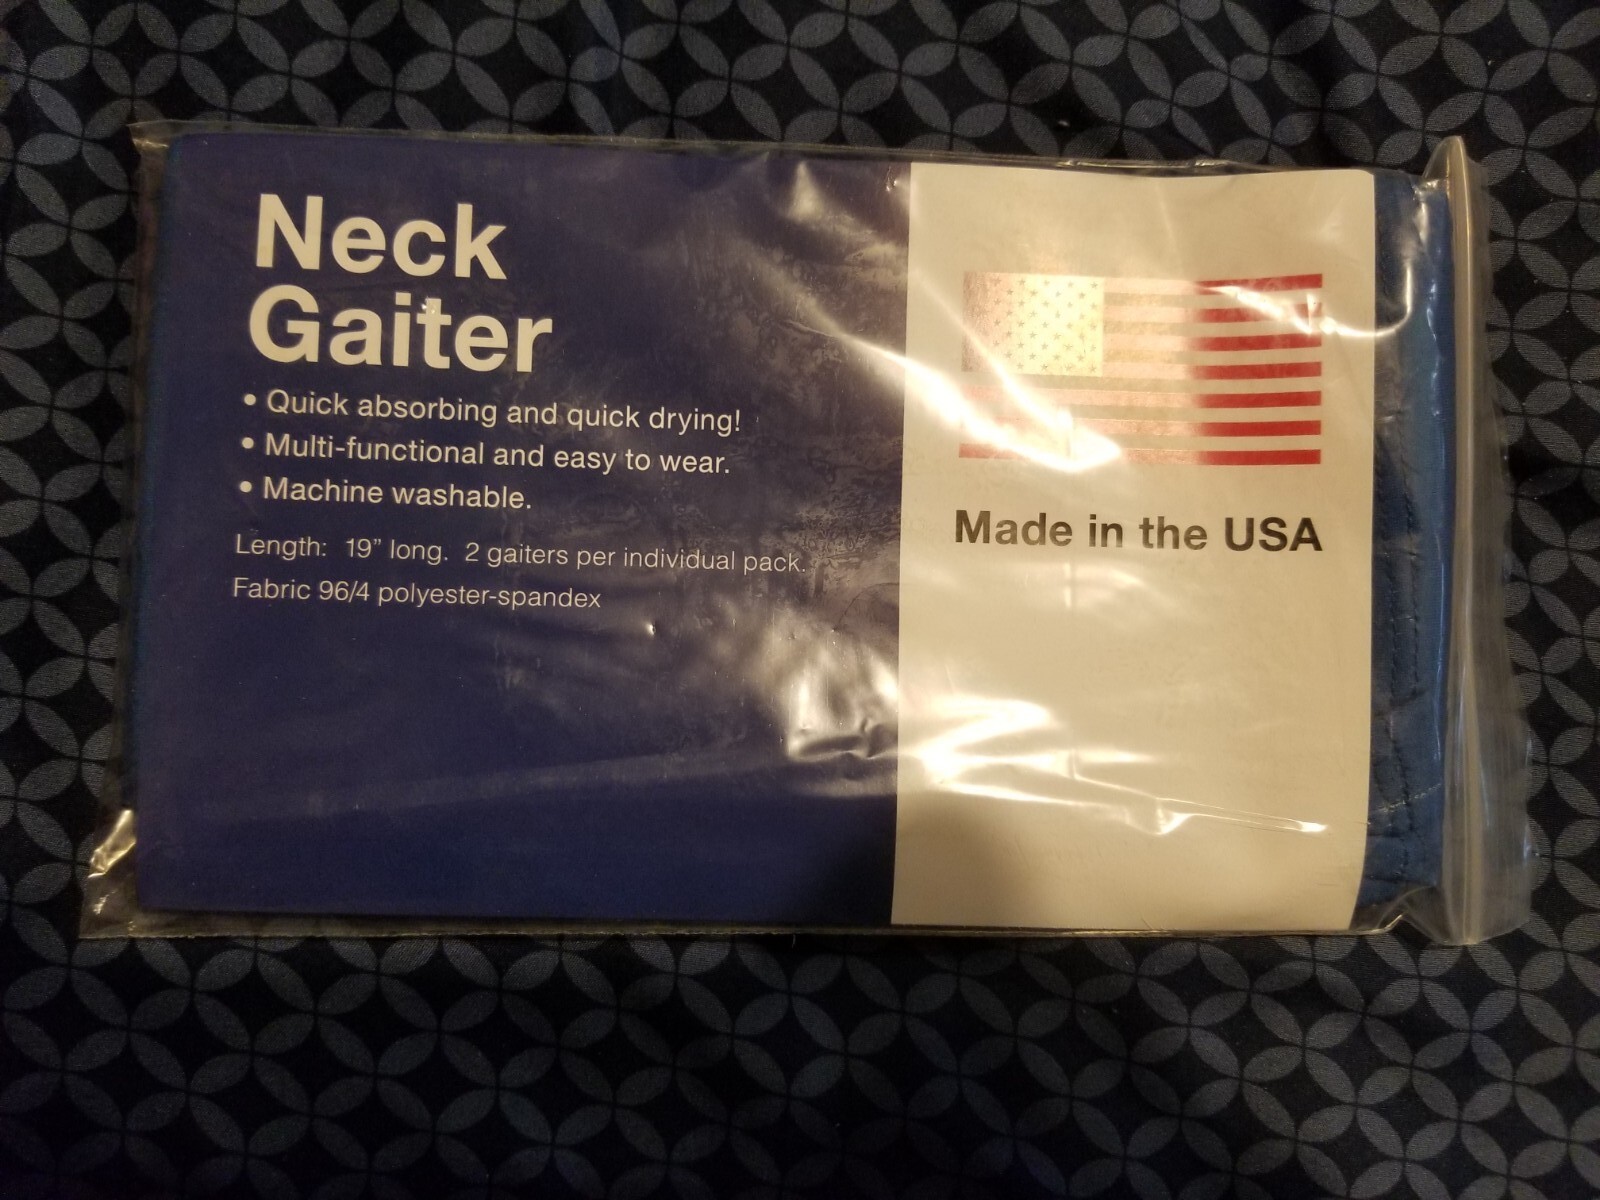 Neck
Gaiter
• Quick absorbing and quick drying!
• Multi-functional and easy to wear.
• Machine washable.
Length: 19” long. 2 gaiters per individual pack.
Fabric 96/4 polyester-spandex
Made in the USA